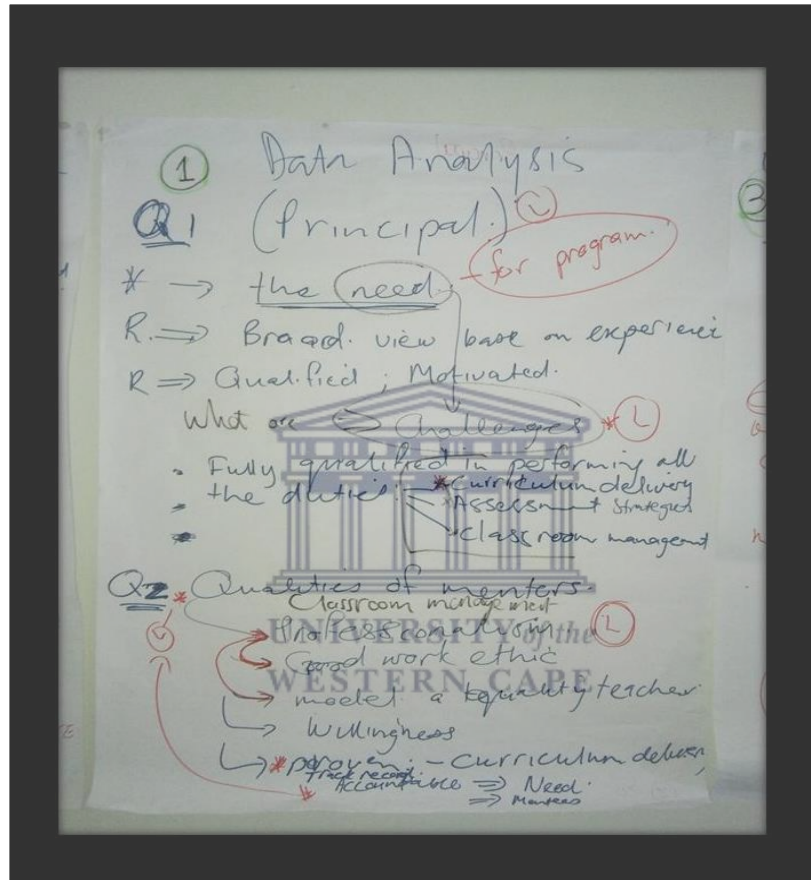 1 Data Analysis
Q1 (Principal.) L
* → the need. - for program.
R. ⇒ Braod. view base on experience
R ⇒ Qualified ; Motivated.
What are ⇒ Challenges * L
• Fully qualified in performing all
the duties: * Curriculum delivery
Assessment Strategies
Classroom managemt
Q2 * Qualities of mentors.
Classroom management
Professionalism. L
Good work ethic
model. a quality teacher
Willingness
* proven. - curriculum delivery
Track record.
* Accountable ⇒ Need.
⇒ Mentees
UNIVERSITY of the
WESTERN CAPE
3